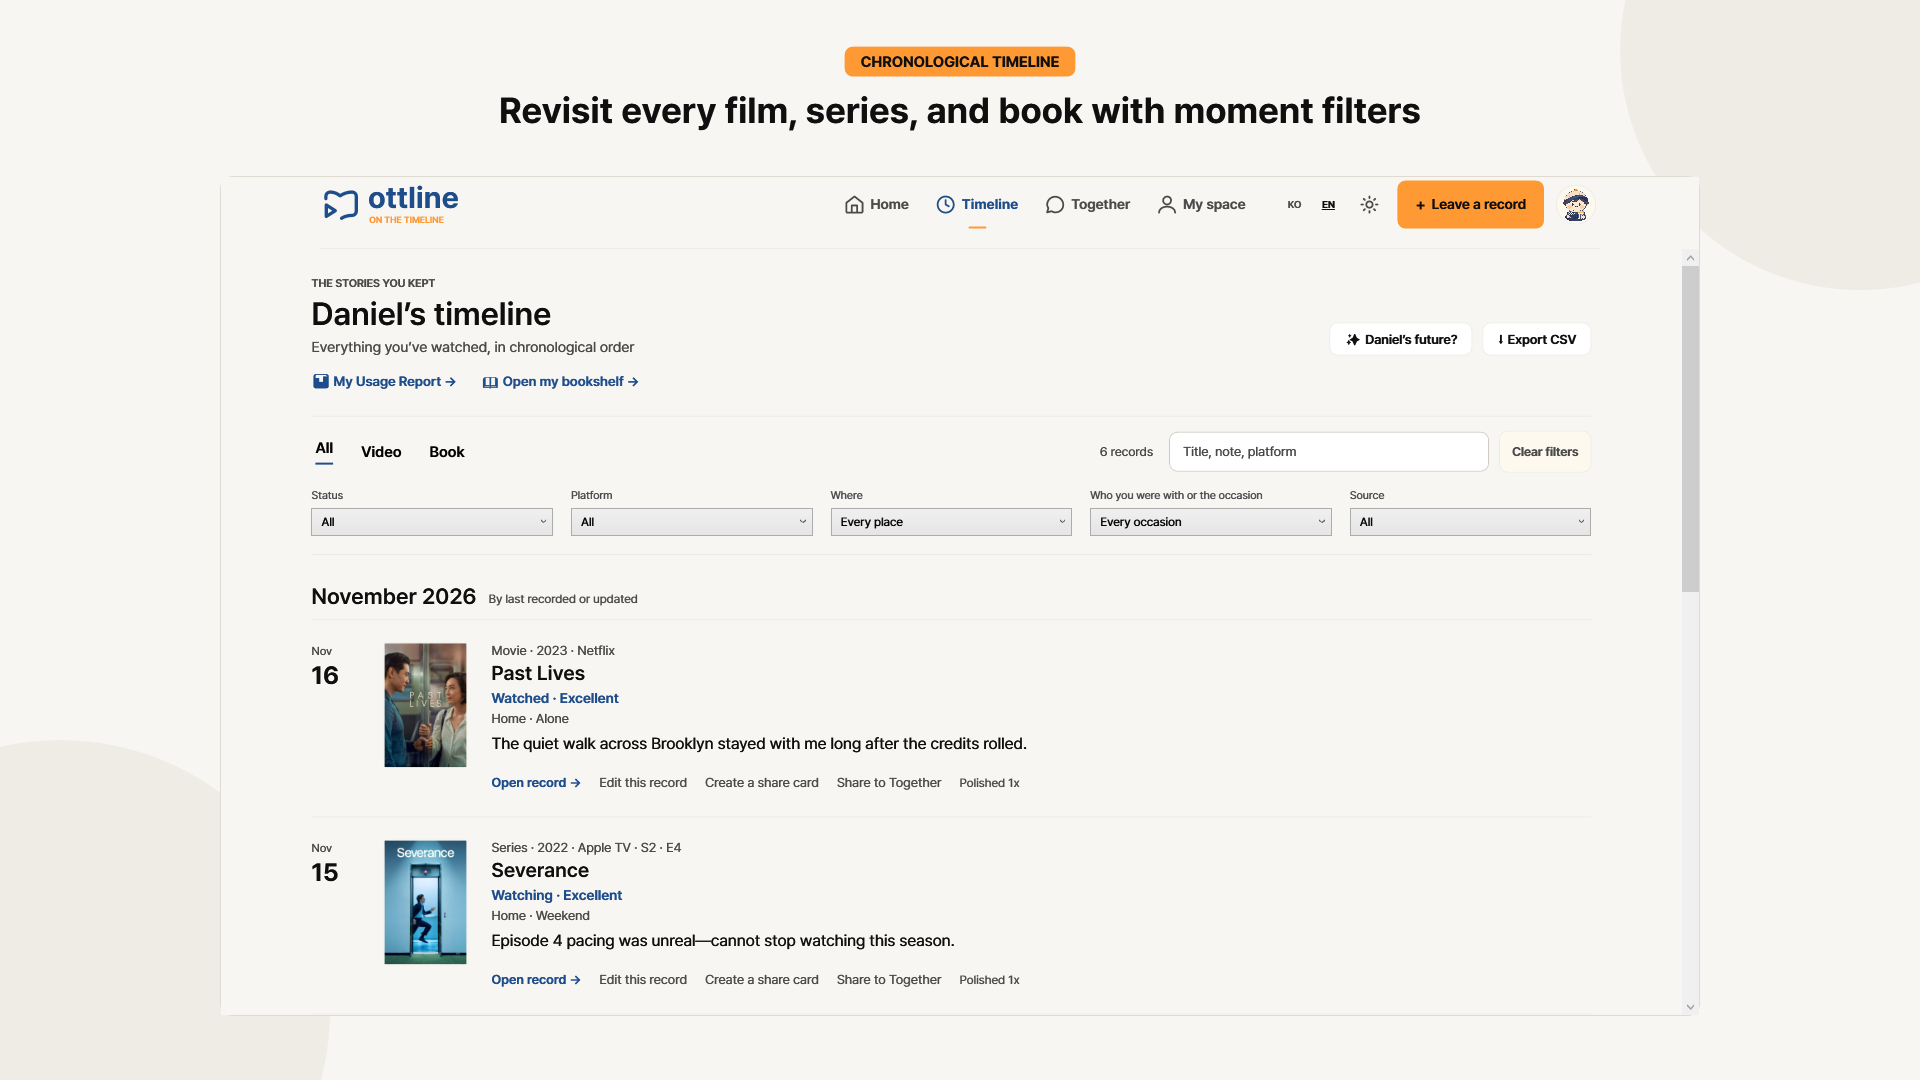 CHRONOLOGICAL TIMELINE
Revisit every film, series, and book with moment filters
ottline
ON THE TIMELINE
Home
Timeline
Together
My space
KO
EN
+ Leave a record
THE STORIES YOU KEPT
Daniel’s timeline
Everything you’ve watched, in chronological order
Daniel’s future?
↓ Export CSV
My Usage Report →
Open my bookshelf →
All
Video
Book
6 records
Title, note, platform
Clear filters
Status
Platform
Where
Who you were with or the occasion
Source
All
All
Every place
Every occasion
All
November 2026
By last recorded or updated
Nov
16
PAST
LIVES
Movie · 2023 · Netflix
Past Lives
Watched · Excellent
Home · Alone
The quiet walk across Brooklyn stayed with me long after the credits rolled.
Open record →
Edit this record
Create a share card
Share to Together
Polished 1x
Nov
15
Severance
Series · 2022 · Apple TV · S2 · E4
Severance
Watching · Excellent
Home · Weekend
Episode 4 pacing was unreal—cannot stop watching this season.
Open record →
Edit this record
Create a share card
Share to Together
Polished 1x